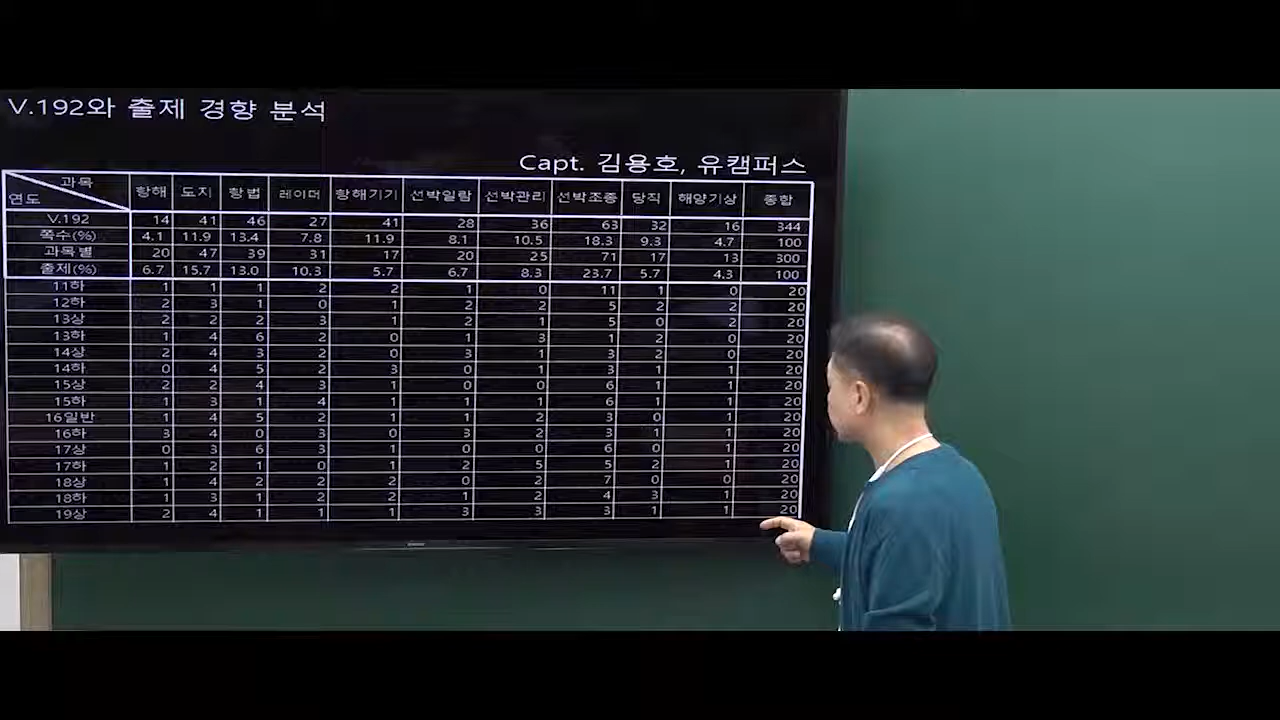 V.192와 출제 경향 분석
Capt. 김용호, 유캠퍼스
과목 연도 항해 도지 항법 레이더 항해기기 선박일람 선박관리 선박조종 당직 해양기상 종합
V.192 14 41 46 27 41 28 36 63 32 16 344
쪽수(%) 4.1 11.9 13.4 7.8 11.9 8.1 10.5 18.3 9.3 4.7 100
과목별 20 47 39 31 17 20 25 71 17 13 300
출제(%) 6.7 15.7 13.0 10.3 5.7 6.7 8.3 23.7 5.7 4.3 100
11하 1 1 1 2 2 1 0 11 1 0 20
12하 2 3 1 0 1 2 2 5 2 2 20
13상 2 2 2 3 1 2 1 5 0 2 20
13하 1 4 6 2 0 1 3 1 2 0 20
14상 2 4 3 2 0 3 1 3 2 0 20
14하 0 4 5 2 3 0 1 3 1 1 20
15상 2 2 4 3 1 0 0 6 1 1 20
15하 1 3 1 4 1 1 1 6 1 1 20
16일반 1 4 5 2 1 1 2 3 0 1 20
16하 3 4 0 3 0 3 2 3 1 1 20
17상 0 3 6 3 1 0 0 6 0 1 20
17하 1 2 1 0 1 2 5 5 2 1 20
18상 1 4 2 2 2 0 2 7 0 0 20
18하 1 3 1 2 2 1 2 4 3 1 20
19상 2 4 1 1 1 3 3 3 1 1 20